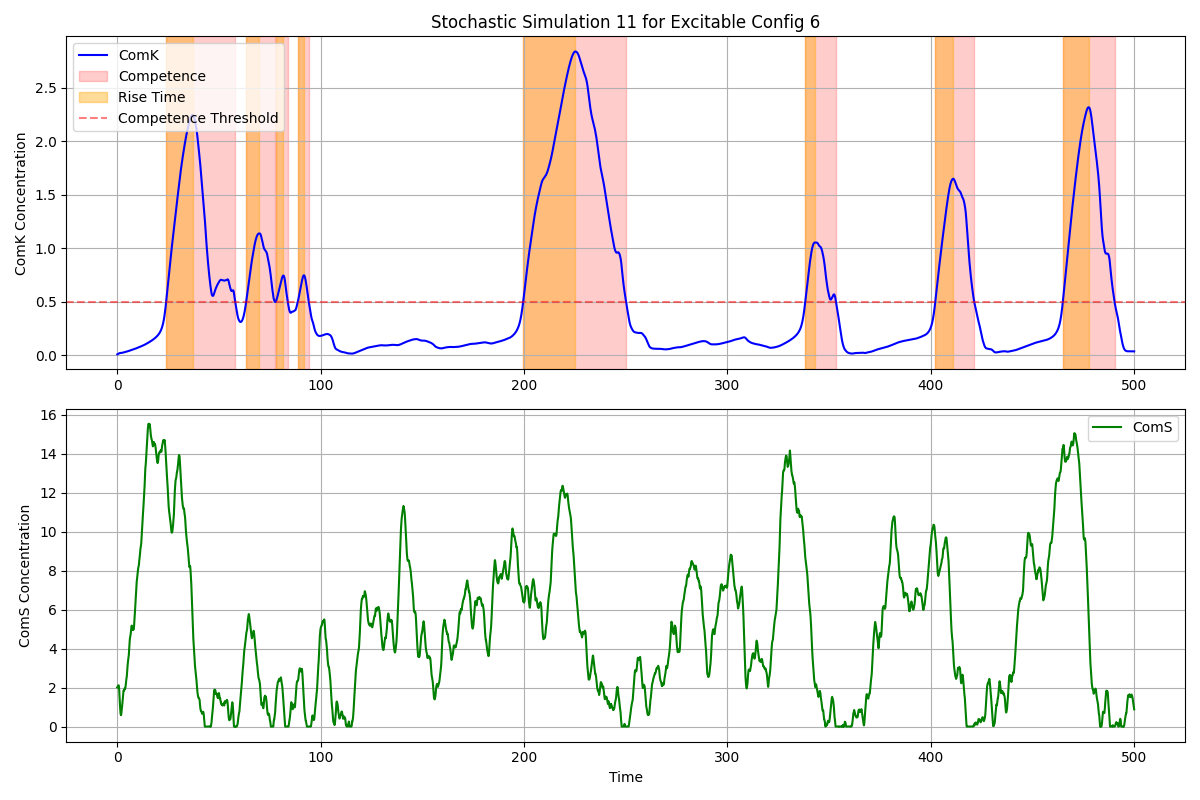 Stochastic Simulation 11 for Excitable Config 6
ComK Concentration
2.5
2.0
1.5
1.0
0.5
0.0
ComK
Competence
Rise Time
Competence Threshold
0 100 200 300 400 500
ComS Concentration
16
14
12
10
8
6
4
2
0
ComS
0 100 200 300 400 500
Time